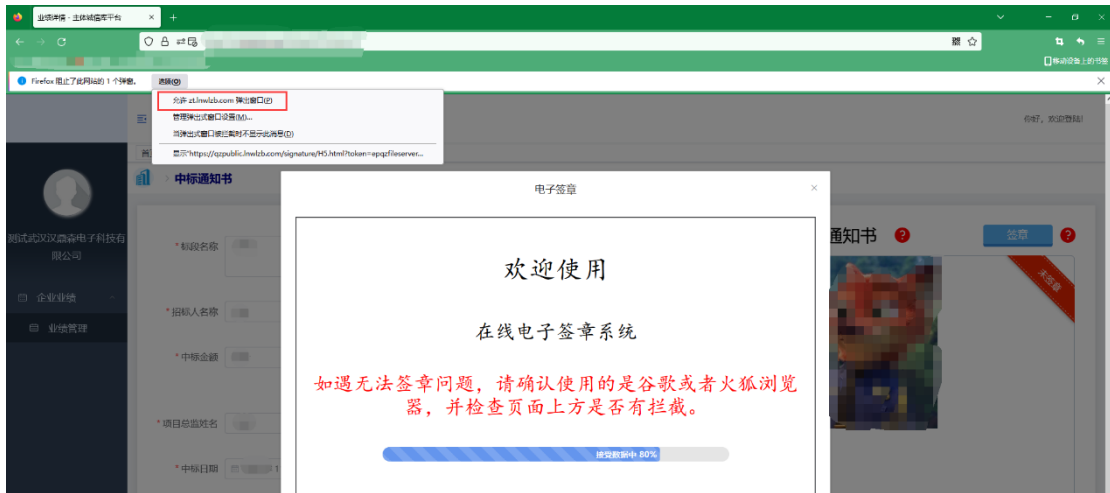 业绩详情 - 主体诚信库平台
移动设备上的书签
Firefox 阻止了此网站的 1 个弹窗。 选项(O)
允许 zt.lnwlzb.com 弹出窗口(P)
管理弹出式窗口设置(M)...
当弹出式窗口被拦截时不显示此消息(D)
显示"https://qzpublic.lnwlzb.com/signature/H5.html?token=epqzfileserver...
你好，欢迎登陆!
首
中标通知书
电子签章
测试武汉汉鼎森电子科技有
限公司
企业业绩
业绩管理
* 标段名称
* 招标人名称
* 中标金额
* 项目总监姓名
* 中标日期
通知书
签章
未签章
欢迎使用
在线电子签章系统
如遇无法签章问题，请确认使用的是谷歌或者火狐浏览
器，并检查页面上方是否有拦截。
接受数据中 80%